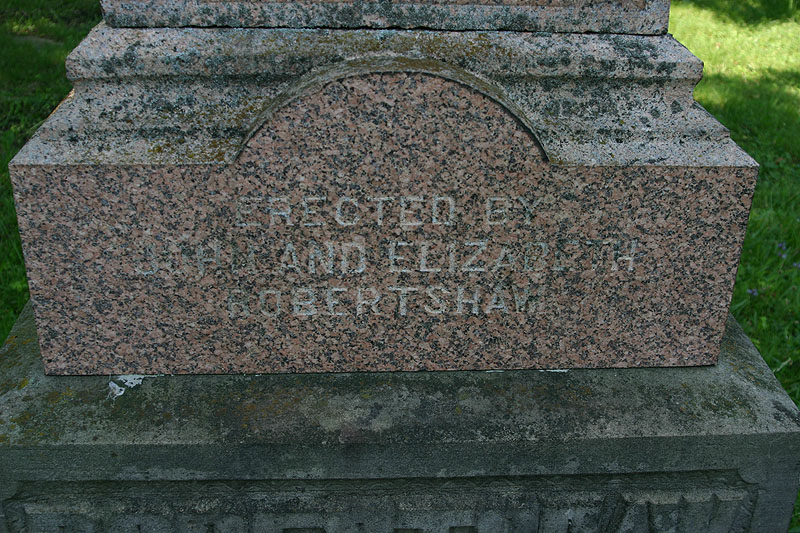 ERECTED BY
JOHN AND ELIZABETH
ROBERTSHAW